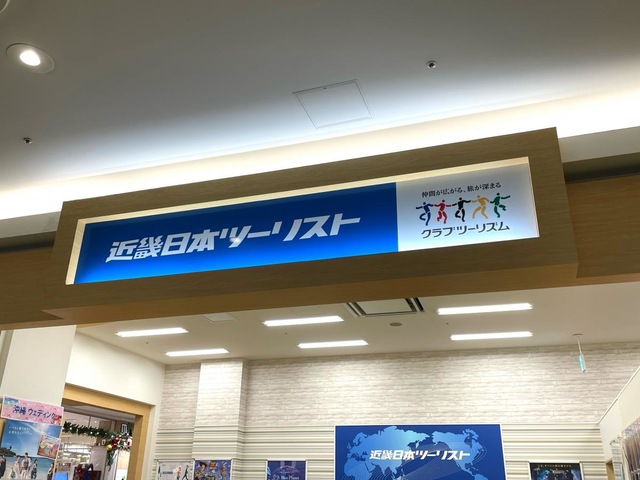 近畿日本ツーリスト
仲間が広がる、旅が深まる
クラブツーリズム
沖縄ウェディング
近畿日本ツーリスト